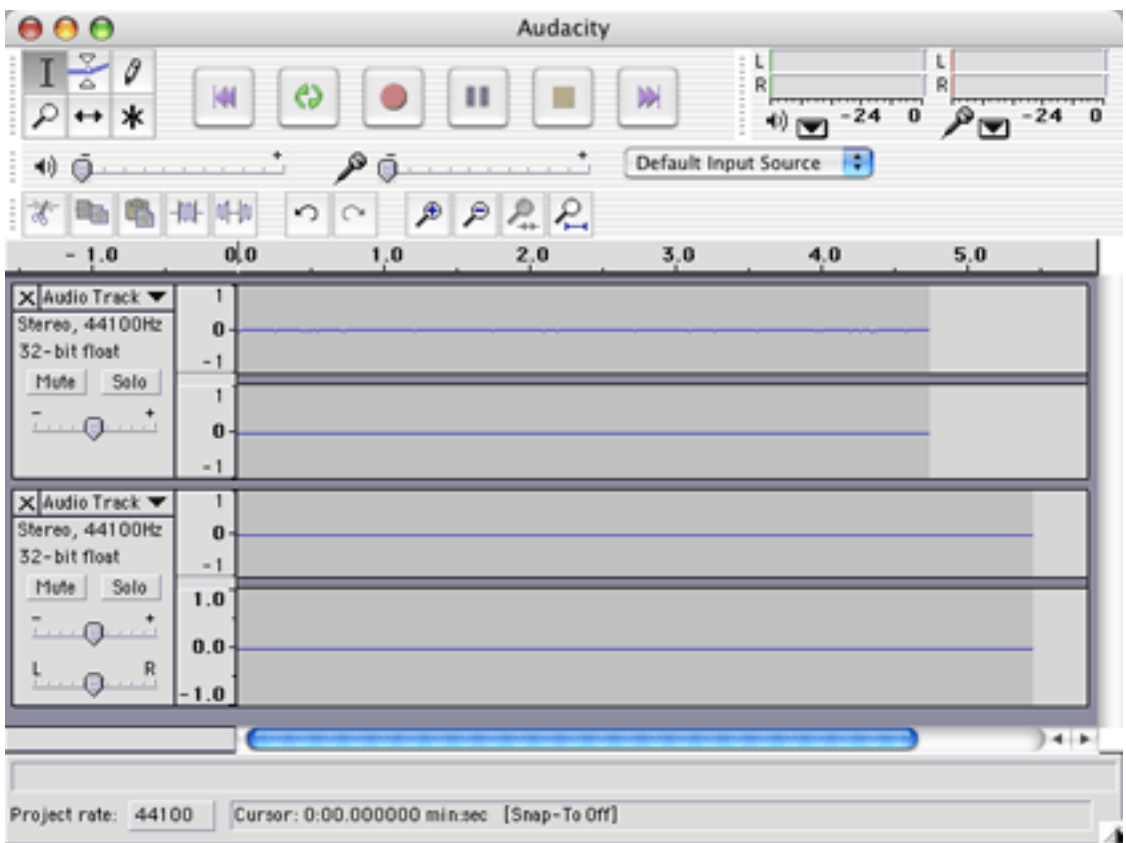 Audacity
L
R
-24 0
L
R
-24 0
- +
- +
Default Input Source
- 1.0 0.0 1.0 2.0 3.0 4.0 5.0
X Audio Track
Stereo, 44100Hz
32-bit float
Mute Solo
- +
1
0
-1
1
0
-1
X Audio Track
Stereo, 44100Hz
32-bit float
Mute Solo
- +
L R
1
0
-1
1.0
0.0
-1.0
Project rate: 44100 Cursor: 0:00.000000 min:sec [Snap-To Off]